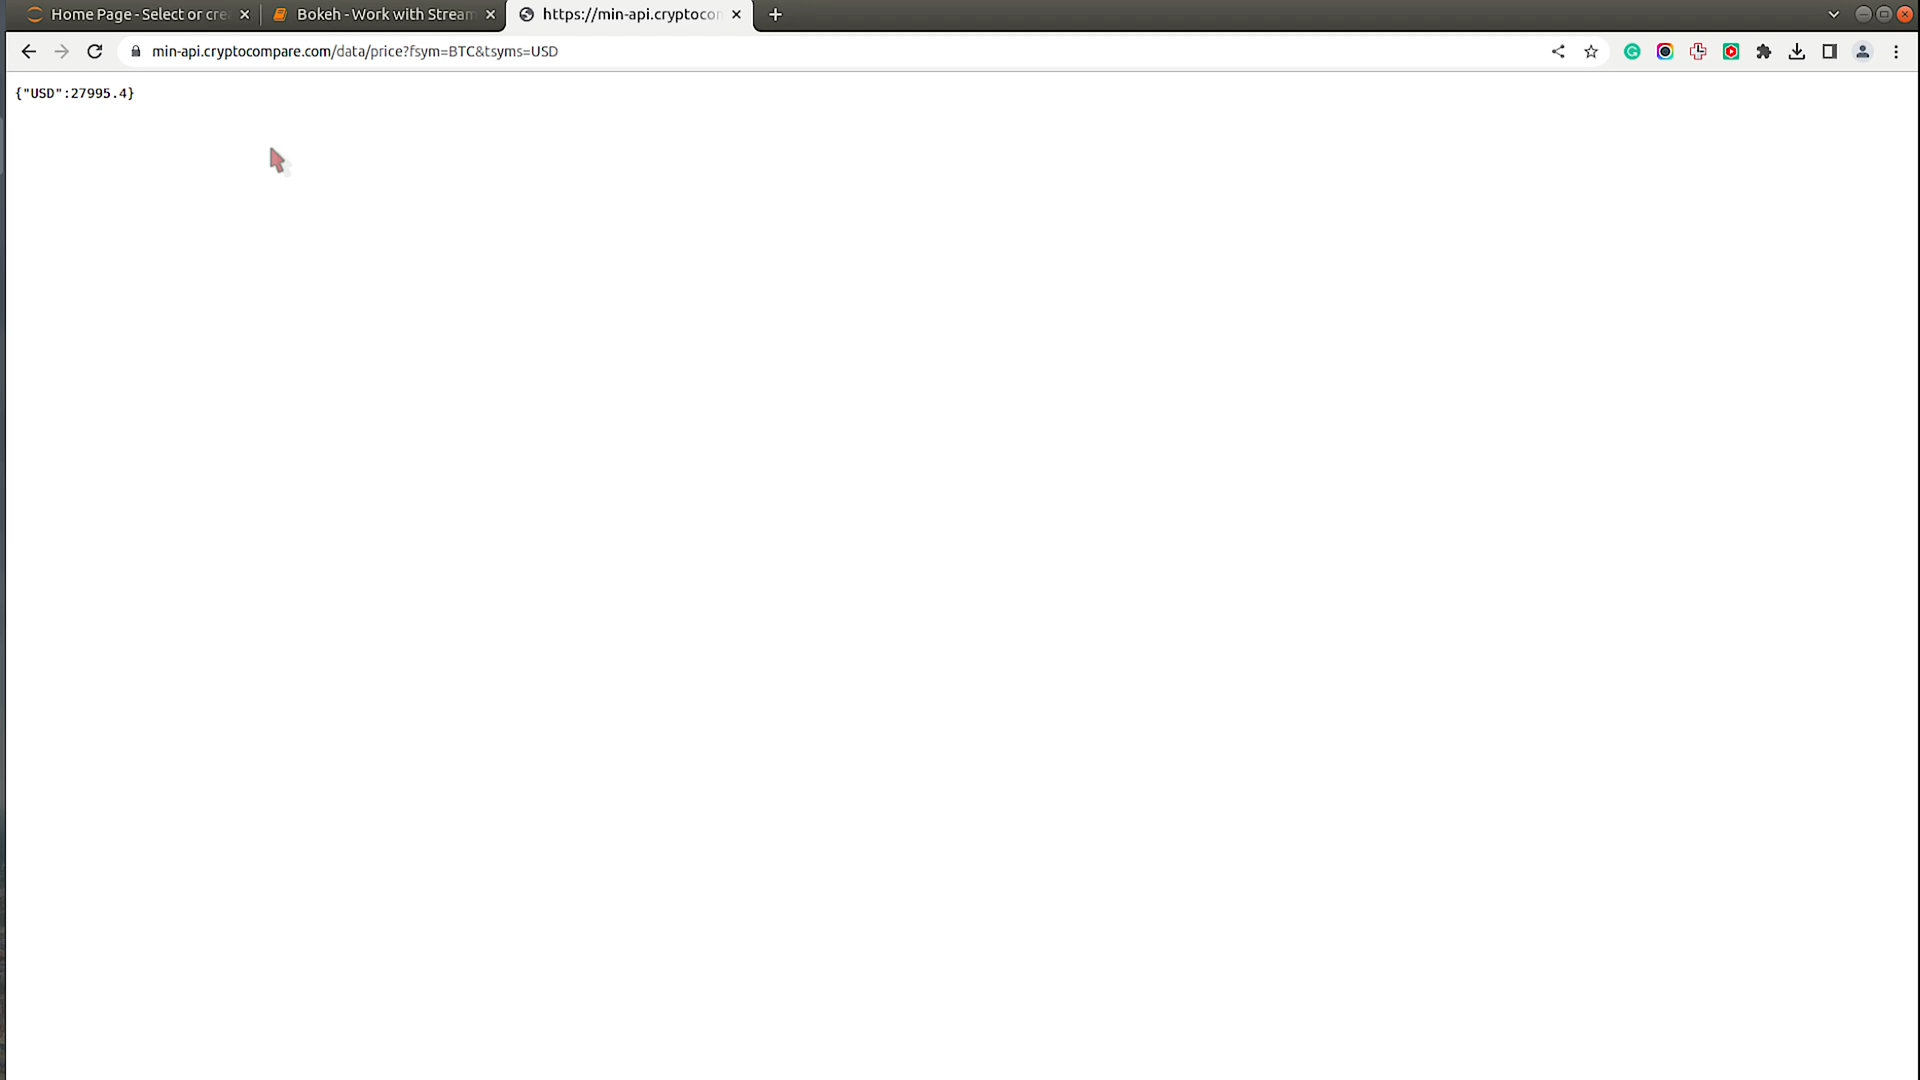 Home Page - Select or cre
Bokeh - Work with Stream
https://min-api.cryptocon
min-api.cryptocompare.com/data/price?fsym=BTC&tsyms=USD
{"USD":27995.4}